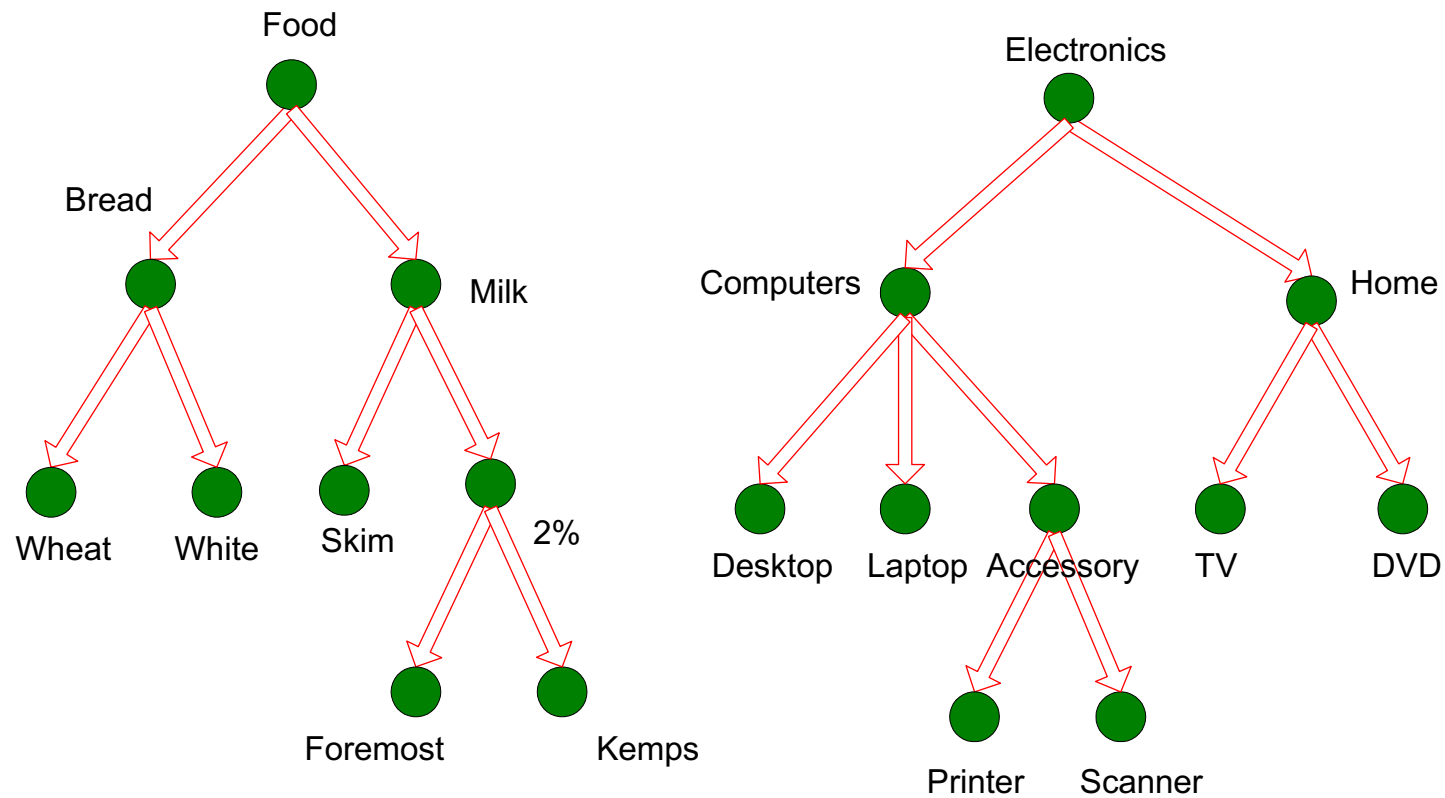 Food
Electronics
Bread
Milk
Computers
Home
Wheat
White
Skim
2%
Desktop
Laptop
Accessory
TV
DVD
Foremost
Kemps
Printer
Scanner